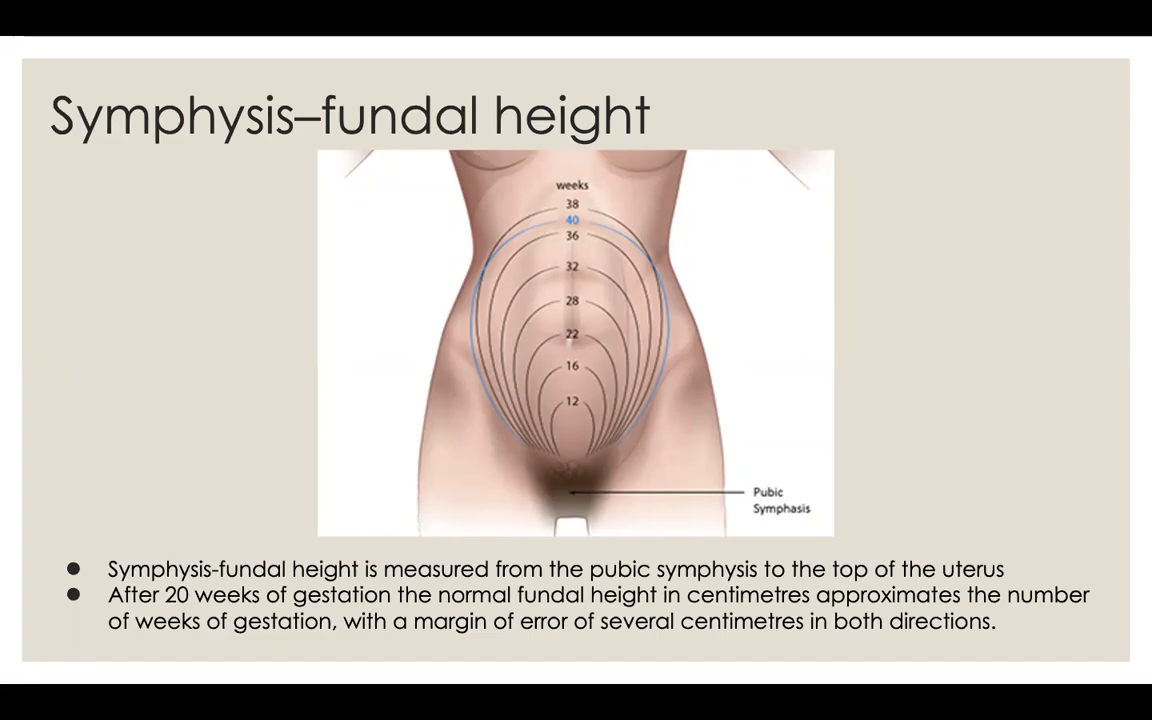 Symphysis–fundal height
weeks
38
40
36
32
28
22
16
12
Pubic
Symphasis
● Symphysis-fundal height is measured from the pubic symphysis to the top of the uterus
● After 20 weeks of gestation the normal fundal height in centimetres approximates the number
of weeks of gestation, with a margin of error of several centimetres in both directions.